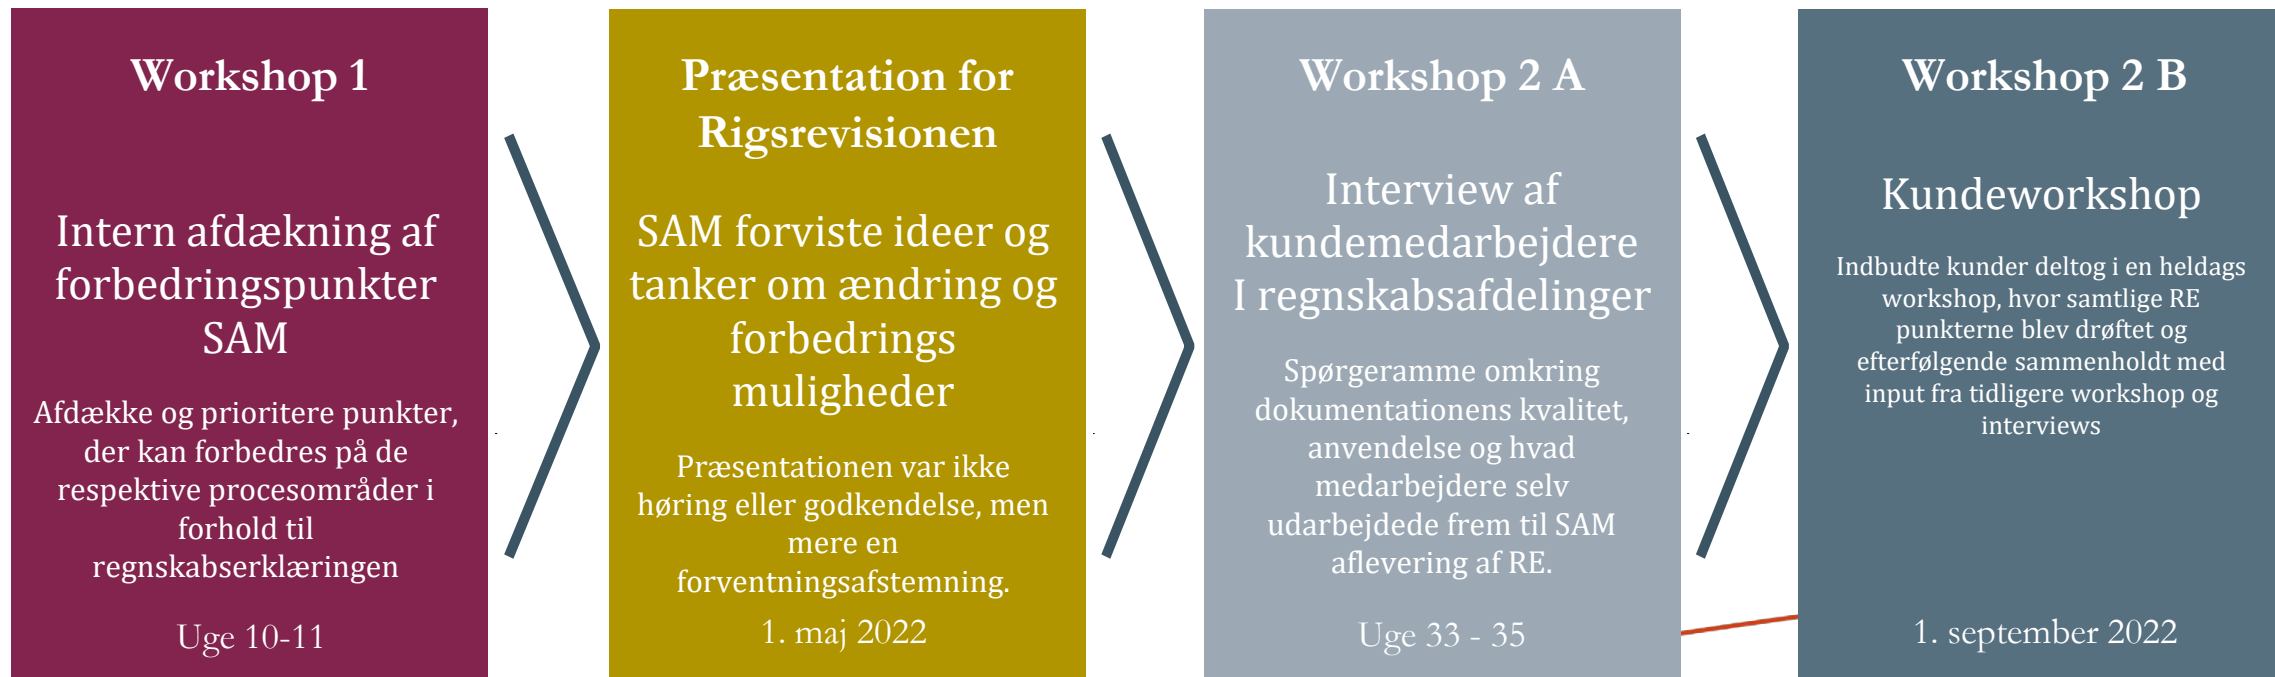 Workshop 1
Intern afdækning af
forbedringspunkter
SAM
Afdække og prioritere punkter,
der kan forbedres på de
respektive procesområder i
forhold til
regnskabserklæringen
Uge 10-11
Præsentation for
Rigsrevisionen
SAM forviste ideer og
tanker om ændring og
forbedrings
muligheder
Præsentationen var ikke
høring eller godkendelse, men
mere en
forventningsafstemning.
1. maj 2022
Workshop 2 A
Interview af
kundemedarbejdere
I regnskabsafdelinger
Spørgeramme omkring
dokumentationens kvalitet,
anvendelse og hvad
medarbejdere selv
udarbejdede frem til SAM
aflevering af RE.
Uge 33 - 35
Workshop 2 B
Kundeworkshop
Indbudte kunder deltog i en heldags
workshop, hvor samtlige RE
punkterne blev drøftet og
efterfølgende sammenholdt med
input fra tidligere workshop og
interviews
1. september 2022